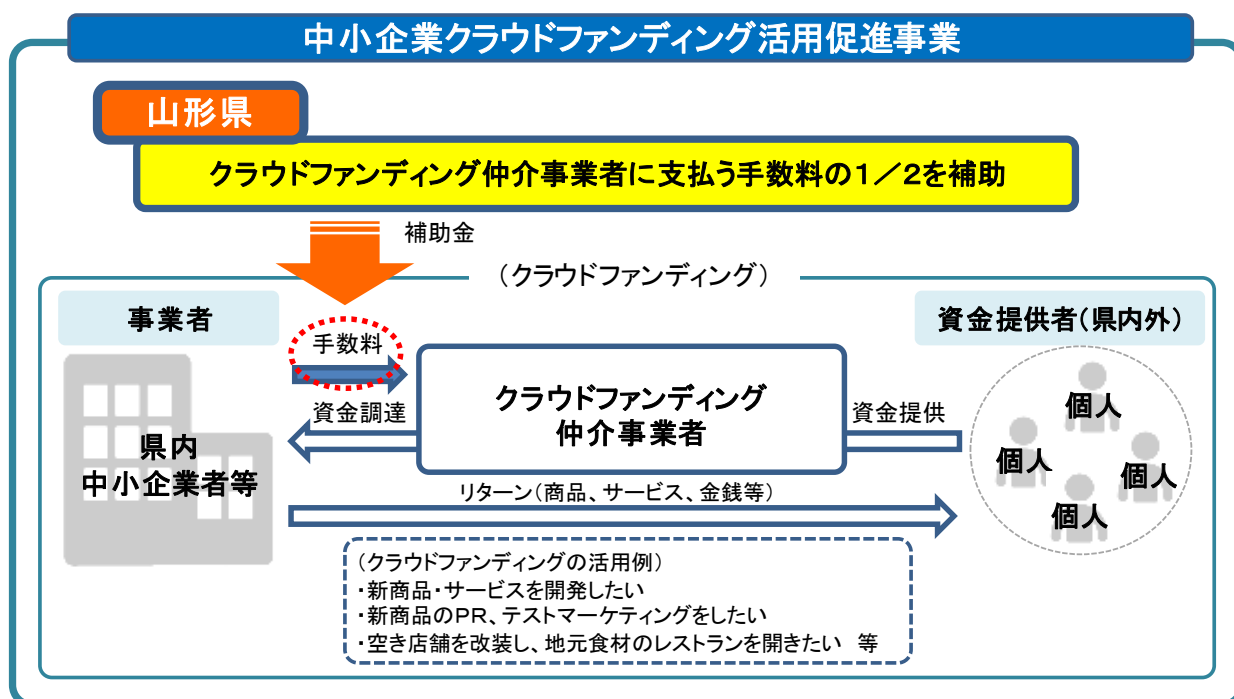 中小企業クラウドファンディング活用促進事業
山形県
クラウドファンディング仲介事業者に支払う手数料の1／2を補助
補助金
（クラウドファンディング）
事業者
資金提供者（県内外）
手数料
クラウドファンディング
仲介事業者
資金調達
資金提供
県内
中小企業者等
個人
個人
個人
個人
リターン（商品、サービス、金銭等）
（クラウドファンディングの活用例）
・新商品・サービスを開発したい
・新商品のPR、テストマーケティングをしたい
・空き店舗を改装し、地元食材のレストランを開きたい　等